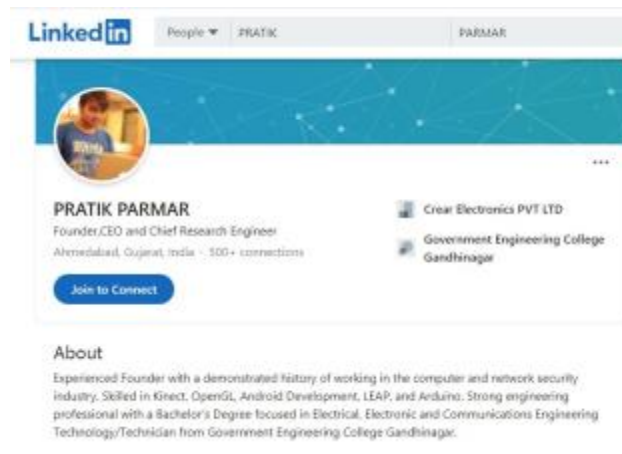 Linked in
People ▼ PRATIK PARMAR
PRATIK PARMAR
Founder,CEO and Chief Research Engineer
Ahmedabad, Gujarat, India · 500+ connections
Join to Connect
Crear Electronics PVT LTD
Government Engineering College
Gandhinagar
About
Experienced Founder with a demonstrated history of working in the computer and network security
industry. Skilled in Kinect, OpenGL, Android Development, LEAP, and Arduino. Strong engineering
professional with a Bachelor's Degree focused in Electrical, Electronic and Communications Engineering
Technology/Technician from Government Engineering College Gandhinagar.